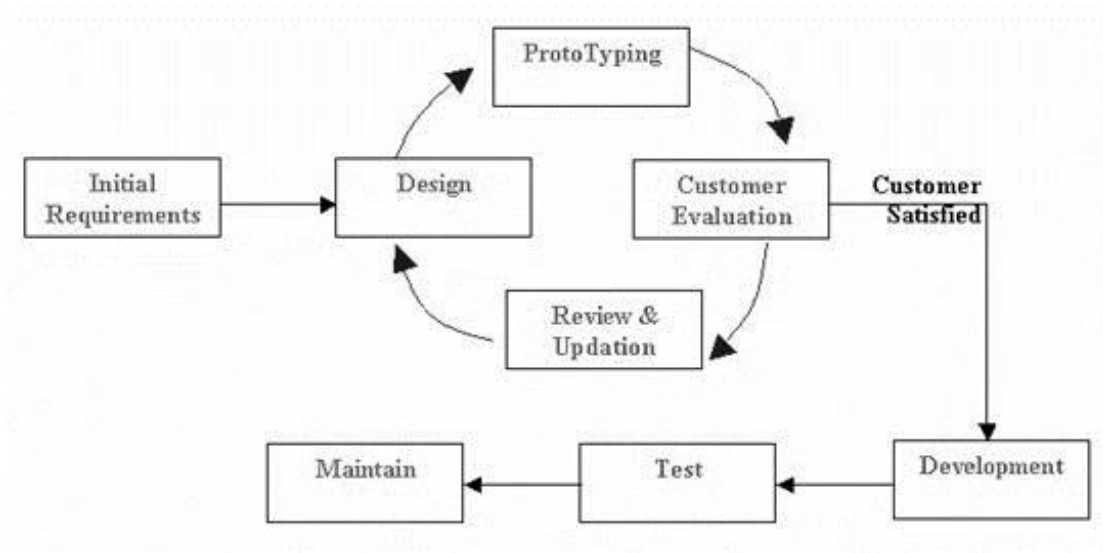 ProtoTyping
Initial
Requirements
Design
Customer
Evaluation
Customer
Satisfied
Review &
Updation
Maintain
Test
Development